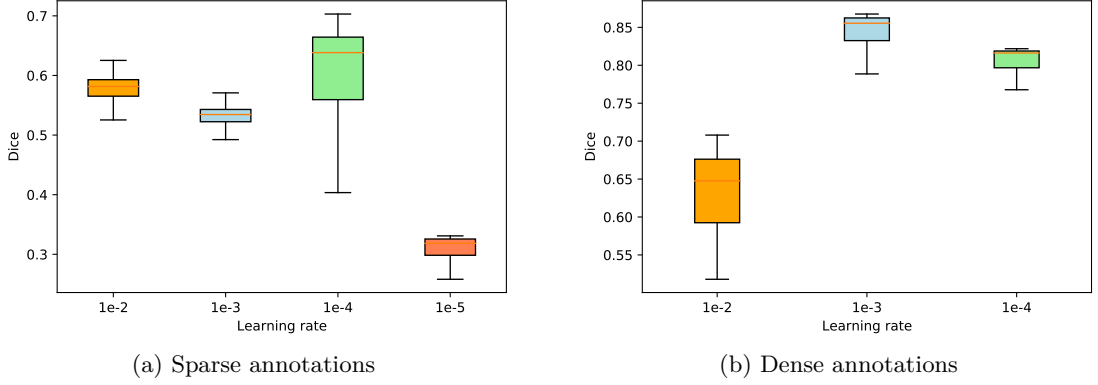 0.7
0.6
0.5
0.4
0.3
Dice
1e-2 1e-3 1e-4 1e-5
Learning rate
(a) Sparse annotations
0.85
0.80
0.75
0.70
0.65
0.60
0.55
Dice
1e-2 1e-3 1e-4
Learning rate
(b) Dense annotations